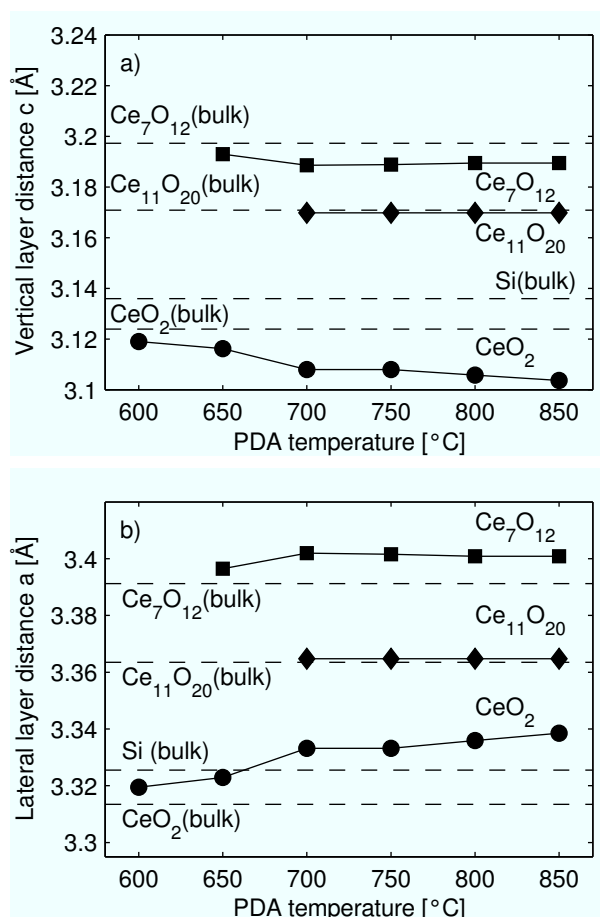 3.24
a)
3.22
Ce7O12(bulk)
3.2
Ce11O20(bulk)
Ce7O12
3.18
3.16
Ce11O20
Si(bulk)
3.14
CeO2(bulk)
3.12
CeO2
3.1
600 650 700 750 800 850
PDA temperature [°C]
Vertical layer distance c [Å]
b)
Ce7O12
3.4
Ce7O12(bulk)
3.38
Ce11O20
3.36
Ce11O20(bulk)
CeO2
3.34
Si (bulk)
3.32
CeO2(bulk)
3.3
600 650 700 750 800 850
PDA temperature [°C]
Lateral layer distance a [Å]